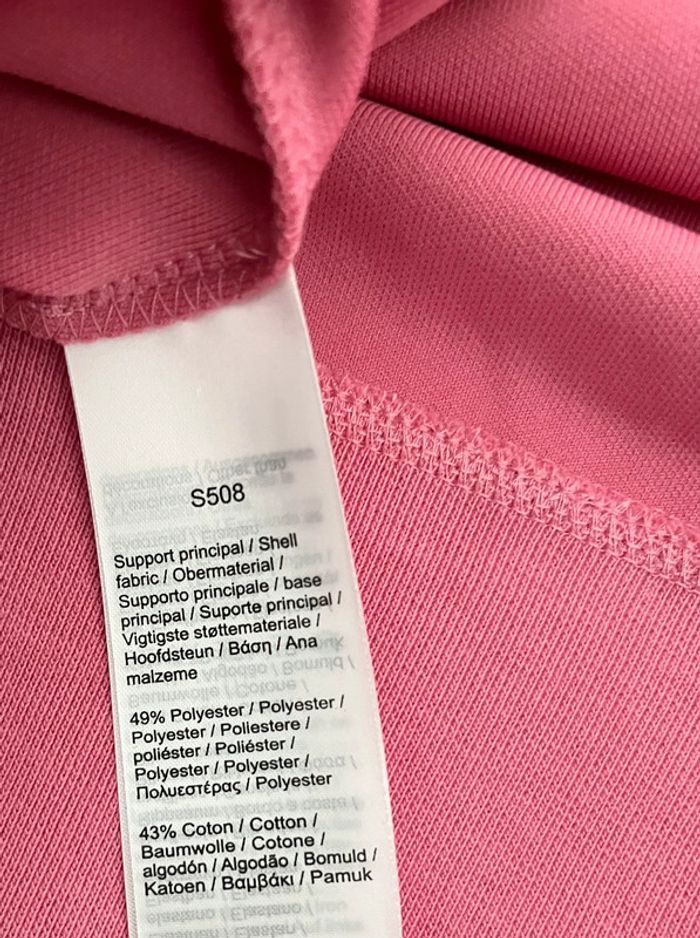 S508
Support principal / Shell
fabric / Obermaterial /
Supporto principale / base
principal / Suporte principal /
Vigtigste støttemateriale /
Hoofdsteun / Βάση / Ana
malzeme
49% Polyester / Polyester /
Polyester / Poliestere /
poliéster / Poliéster /
Polyester / Polyester /
Πολυεστέρας / Polyester
43% Coton / Cotton /
Baumwolle / Cotone /
algodón / Algodão / Bomuld /
Katoen / Βαμβάκι / Pamuk